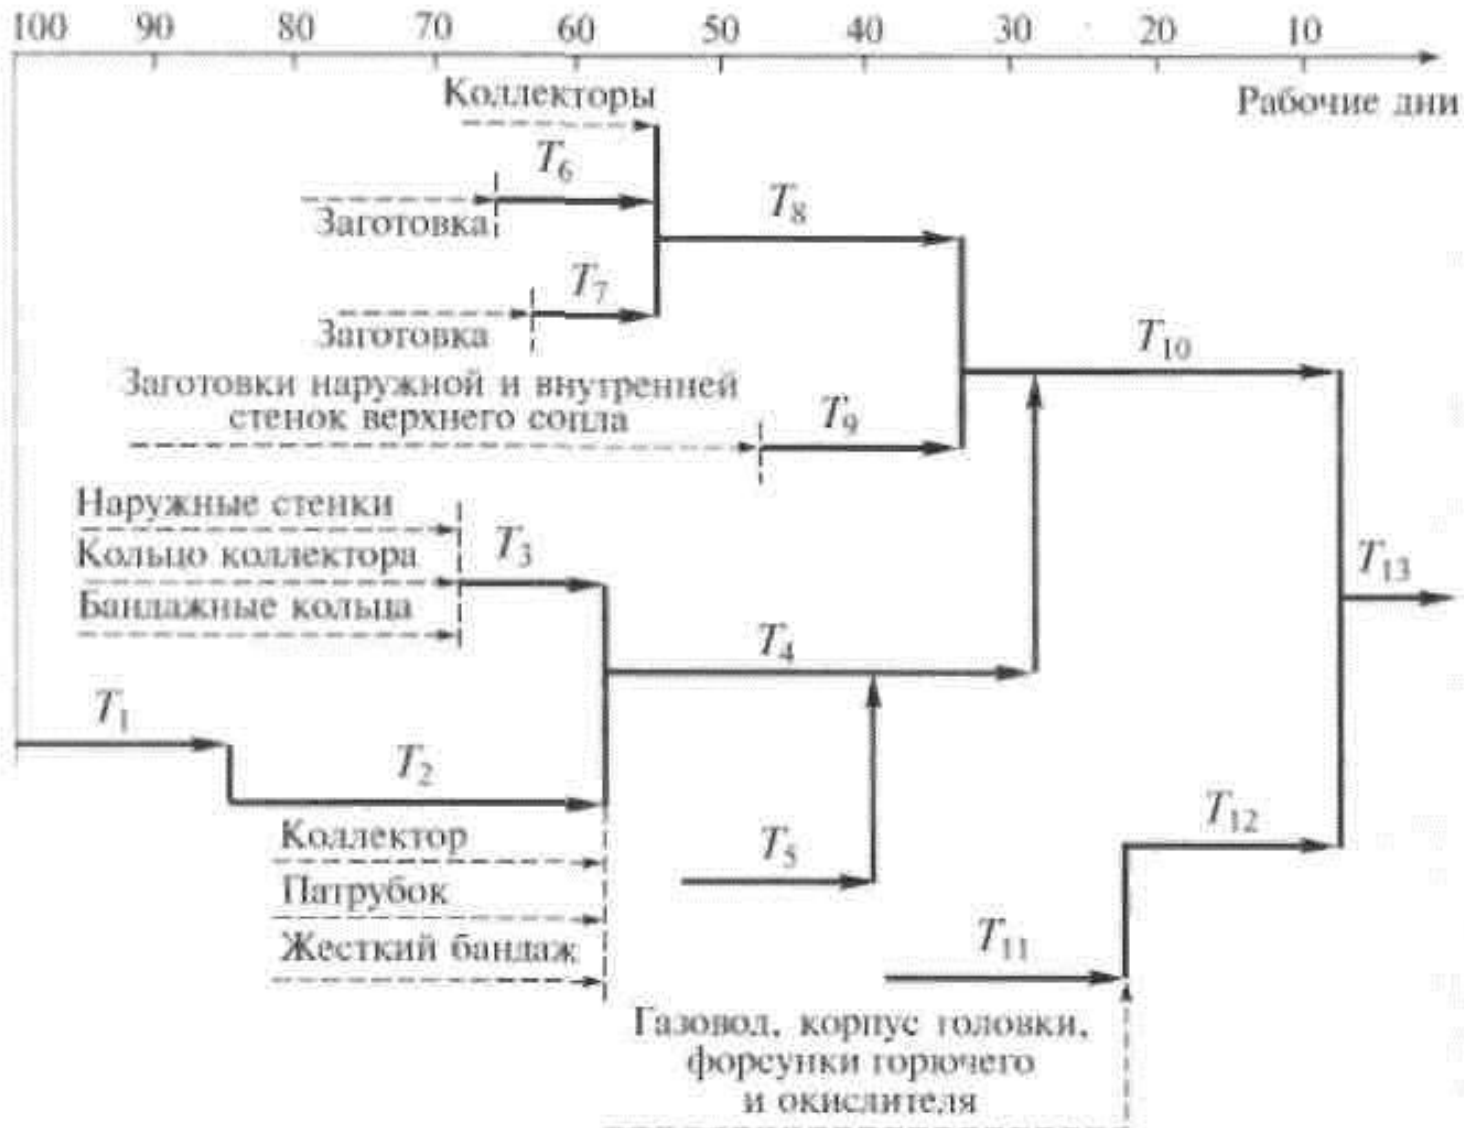 100 90 80 70 60 50 40 30 20 10
Рабочие дни
Коллекторы
T6
Заготовка
T8
T7
Заготовка
T10
Заготовки наружной и внутренней
стенок верхнего сопла
T9
Наружные стенки
Кольцо коллектора
T3
Бандажные кольца
T13
T4
T1
T2
Коллектор
T5
T12
Патрубок
Жесткий бандаж
T11
Газовод, корпус головки,
форсунки горючего
и окислителя